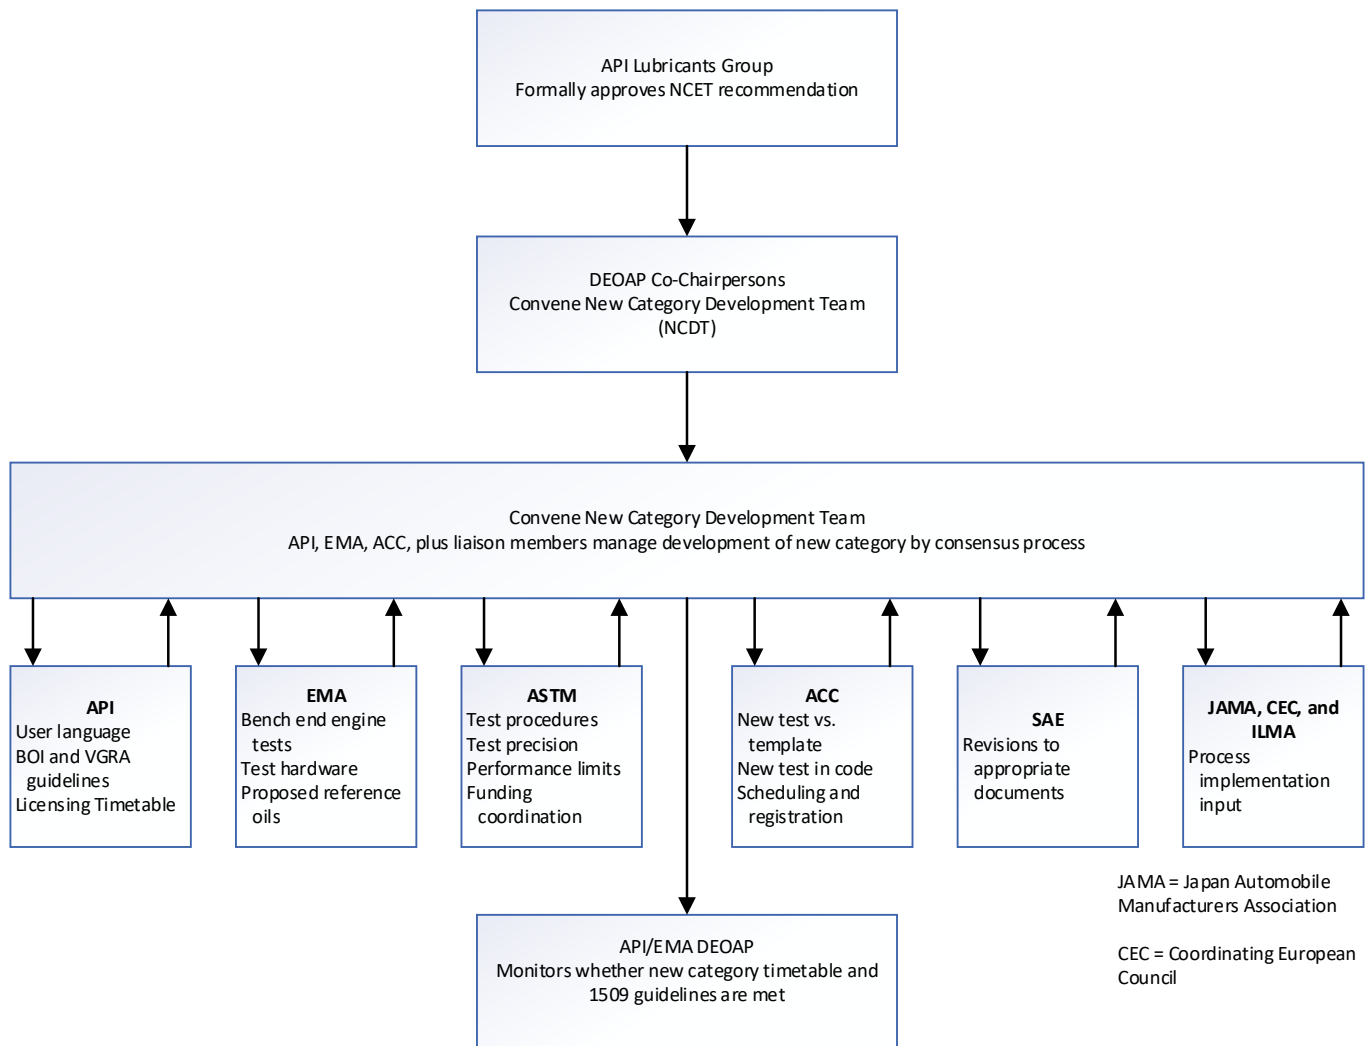 API Lubricants Group
Formally approves NCET recommendation
DEOAP Co-Chairpersons
Convene New Category Development Team
(NCDT)
Convene New Category Development Team
API, EMA, ACC, plus liaison members manage development of new category by consensus process
API
User language
BOI and VGRA
guidelines
Licensing Timetable
EMA
Bench end engine
tests
Test hardware
Proposed reference
oils
ASTM
Test procedures
Test precision
Performance limits
Funding
coordination
ACC
New test vs.
template
New test in code
Scheduling and
registration
SAE
Revisions to
appropriate
documents
JAMA, CEC, and
ILMA
Process
implementation
input
JAMA = Japan Automobile
Manufacturers Association
CEC = Coordinating European
Council
API/EMA DEOAP
Monitors whether new category timetable and
1509 guidelines are met